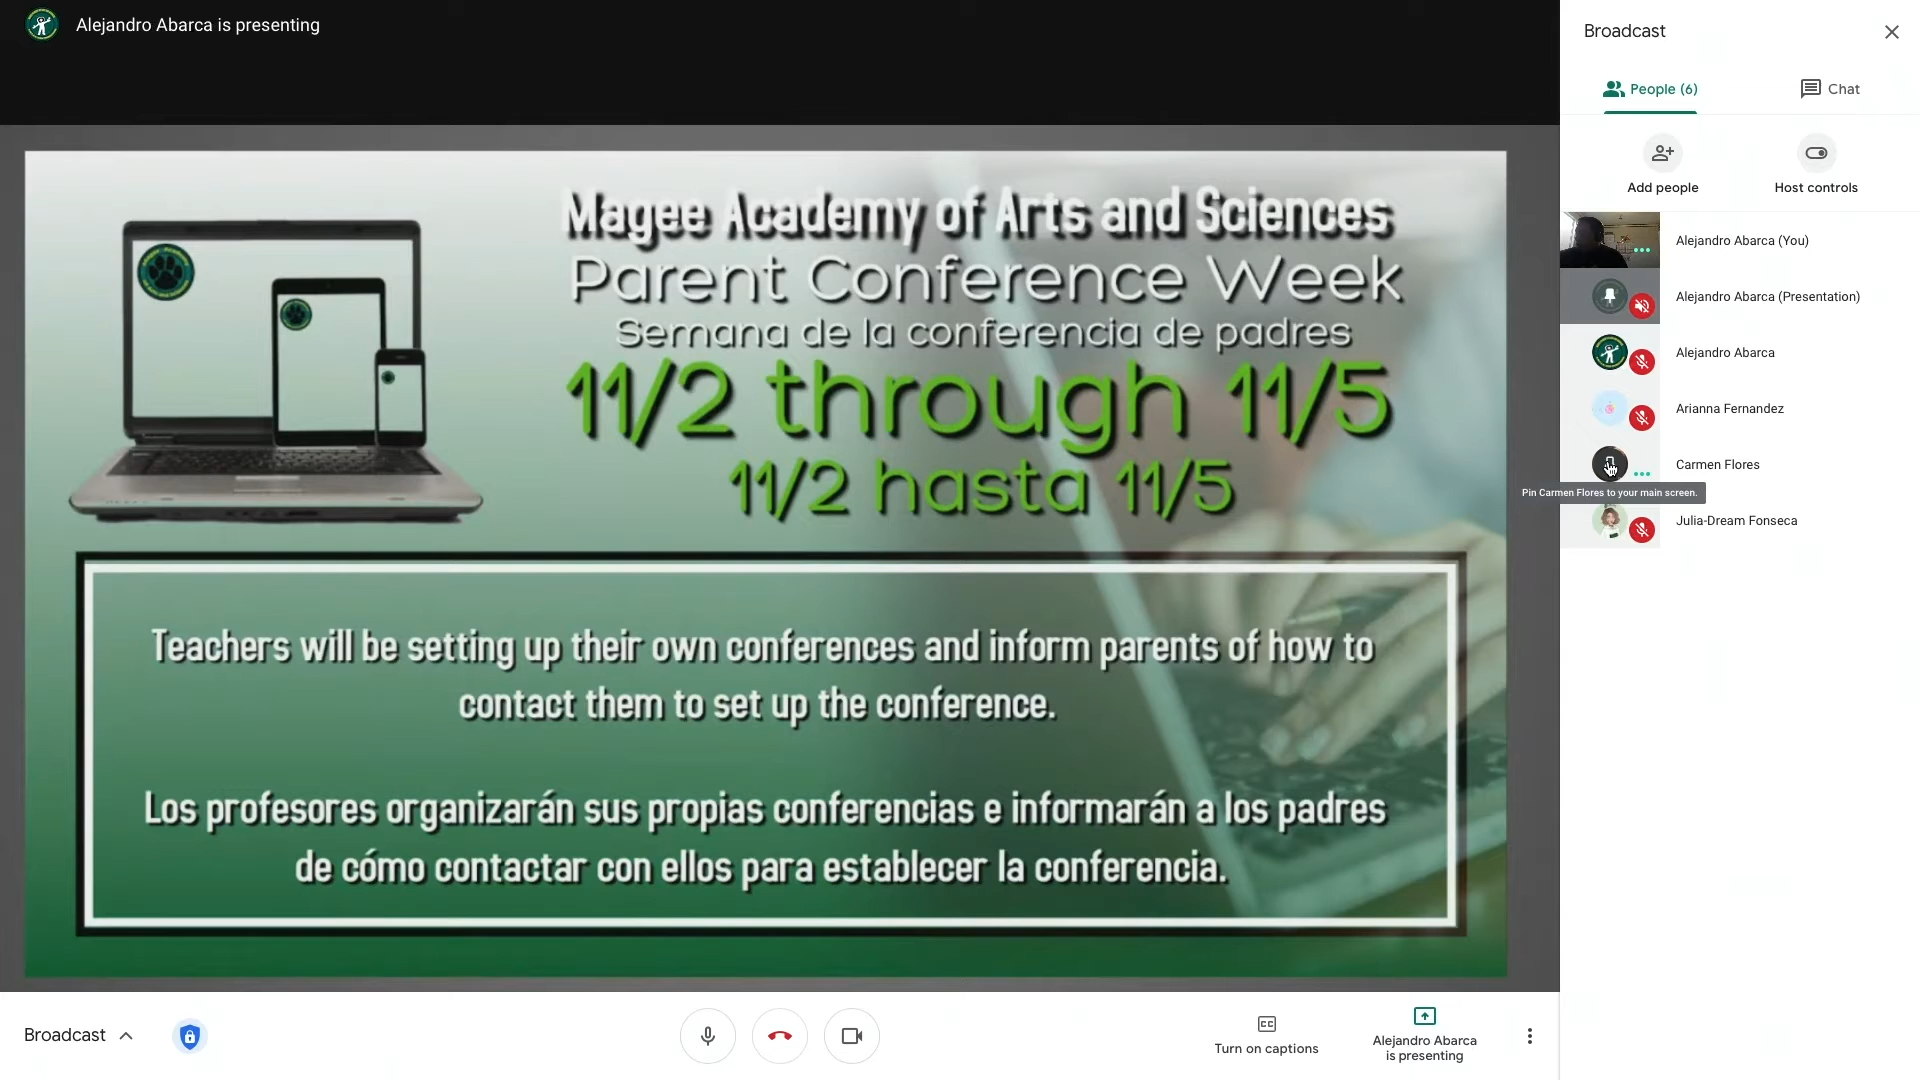 Alejandro Abarca is presenting
Magee Academy of Arts and Sciences
Parent Conference Week
Semana de la conferencia de padres
11/2 through 11/5
11/2 hasta 11/5
Teachers will be setting up their own conferences and inform parents of how to
contact them to set up the conference.
Los profesores organizarán sus propias conferencias e informarán a los padres
de cómo contactar con ellos para establecer la conferencia.
Broadcast
People (6)
Chat
Add people
Host controls
Alejandro Abarca (You)
Alejandro Abarca (Presentation)
Alejandro Abarca
Arianna Fernandez
Carmen Flores
Pin Carmen Flores to your main screen.
Julia-Dream Fonseca
Broadcast
CC
Turn on captions
Alejandro Abarca
is presenting